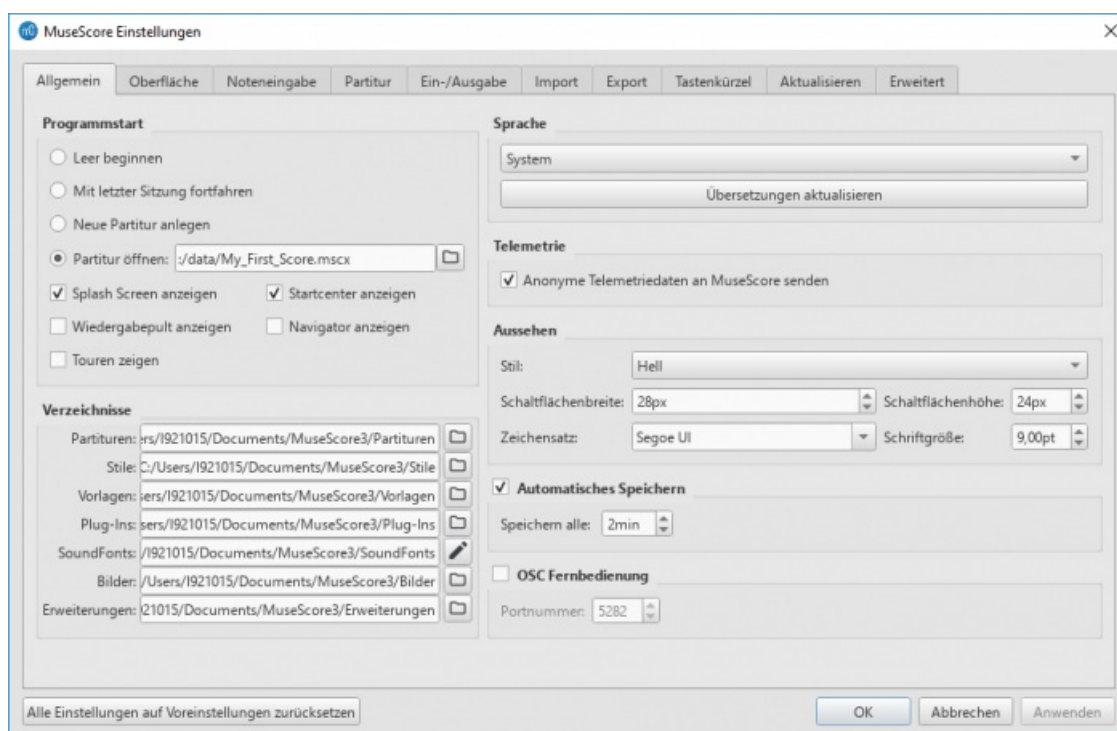 MuseScore Einstellungen
Allgemein Oberfläche Noteneingabe Partitur Ein-/Ausgabe Import Export Tastenkürzel Aktualisieren Erweitert
Programmstart
Leer beginnen
Mit letzter Sitzung fortfahren
Neue Partitur anlegen
Partitur öffnen: :/data/My_First_Score.mscx
Splash Screen anzeigen Startcenter anzeigen
Wiedergabepult anzeigen Navigator anzeigen
Touren zeigen
Verzeichnisse
Partituren: ers/I921015/Documents/MuseScore3/Partituren
Stile: C:/Users/I921015/Documents/MuseScore3/Stile
Vorlagen: sers/I921015/Documents/MuseScore3/Vorlagen
Plug-Ins: sers/I921015/Documents/MuseScore3/Plug-Ins
SoundFonts: /I921015/Documents/MuseScore3/SoundFonts
Bilder: /Users/I921015/Documents/MuseScore3/Bilder
Erweiterungen: 921015/Documents/MuseScore3/Erweiterungen
Sprache
System
Übersetzungen aktualisieren
Telemetrie
Anonyme Telemetriedaten an MuseScore senden
Aussehen
Stil: Hell
Schaltflächenbreite: 28px Schaltflächenhöhe: 24px
Zeichensatz: Segoe UI Schriftgröße: 9,00pt
Automatisches Speichern
Speichern alle: 2min
OSC Fernbedienung
Portnummer: 5282
Alle Einstellungen auf Voreinstellungen zurücksetzen OK Abbrechen Anwenden